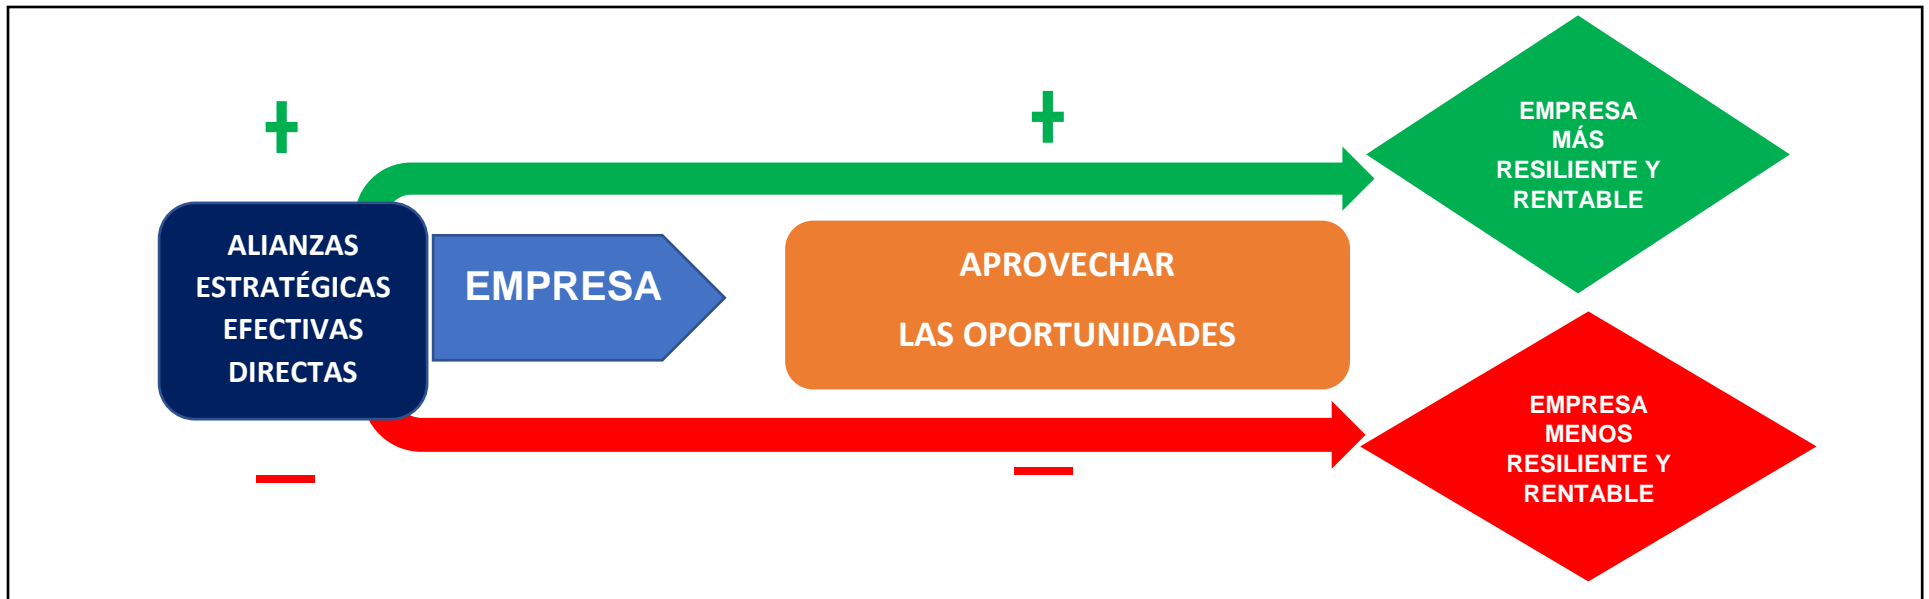 +
+
ALIANZAS
ESTRATÉGICAS
EFECTIVAS
DIRECTAS
EMPRESA
APROVECHAR
LAS OPORTUNIDADES
EMPRESA
MÁS
RESILIENTE Y
RENTABLE
EMPRESA
MENOS
RESILIENTE Y
RENTABLE
—
—